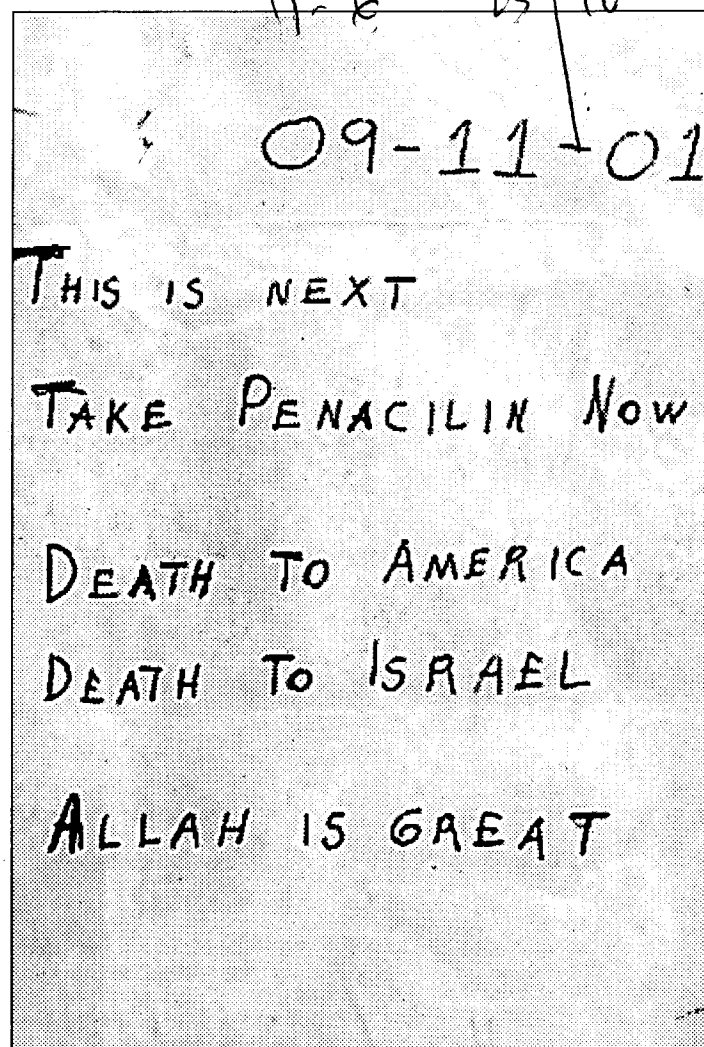 09-11-01
THIS IS NEXT
TAKE PENACILIN NOW
DEATH TO AMERICA
DEATH TO ISRAEL
ALLAH IS GREAT